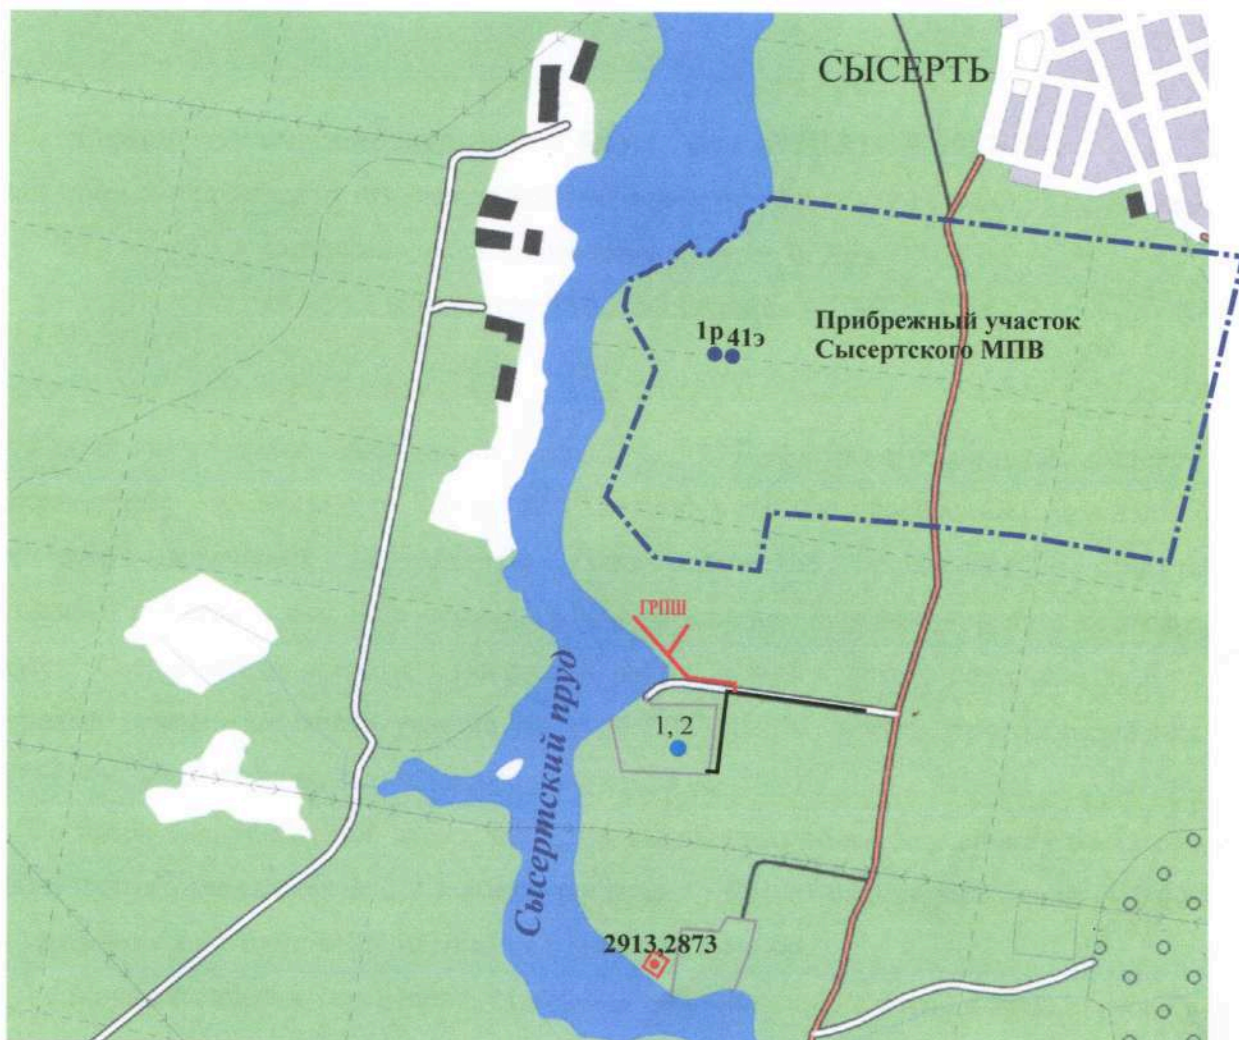 СЫСЕРТЬ
Прибрежный участок
Сысертского МПВ
1р 41э
ГРПШ
Сысертский пруд
1, 2
2913,2873